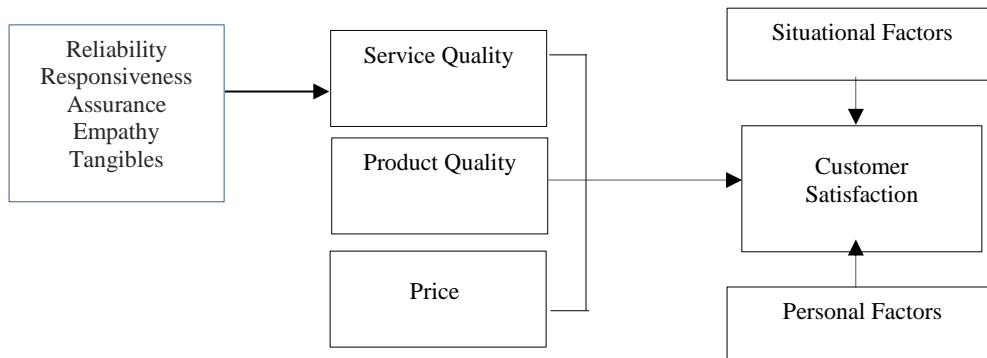 Reliability
Responsiveness
Assurance
Empathy
Tangibles
Service Quality
Product Quality
Price
Situational Factors
Customer
Satisfaction
Personal Factors